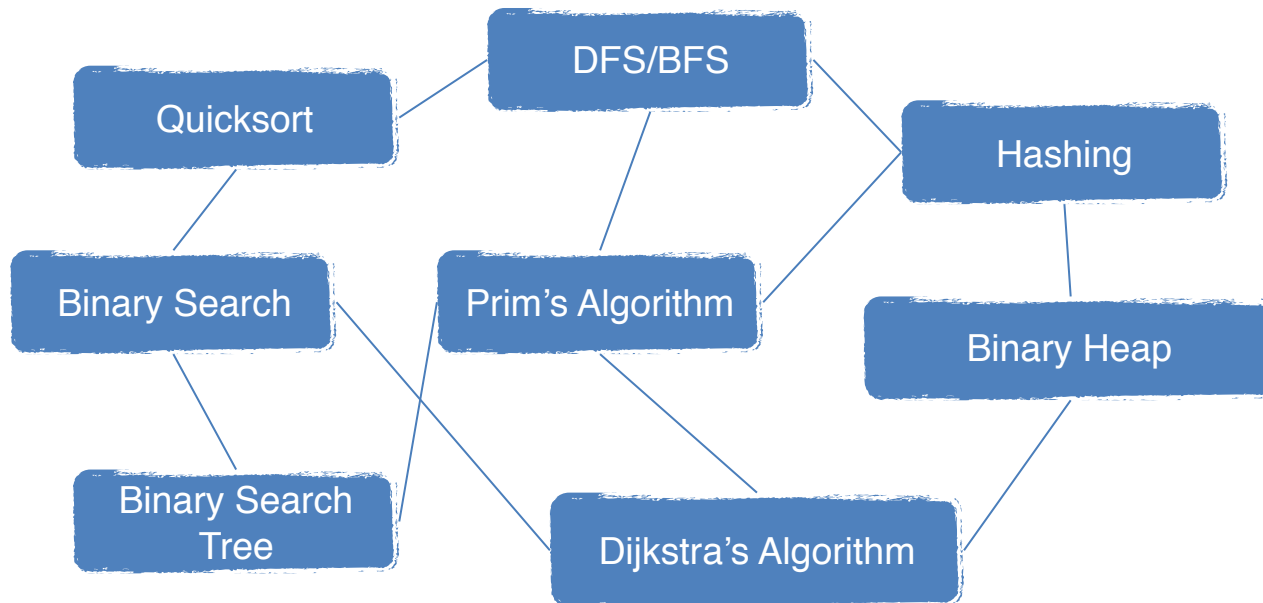 DFS/BFS
Quicksort
Hashing
Binary Search
Prim’s Algorithm
Binary Heap
Binary Search
Tree
Dijkstra’s Algorithm